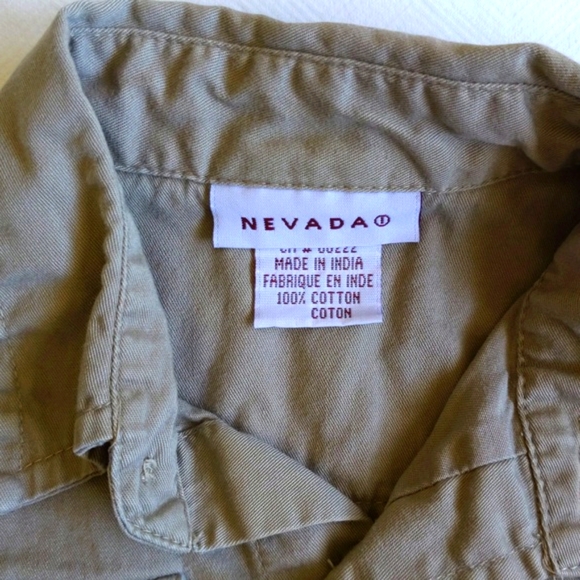 NEVADA
MADE IN INDIA
FABRIQUE EN INDE
100% COTTON
COTON